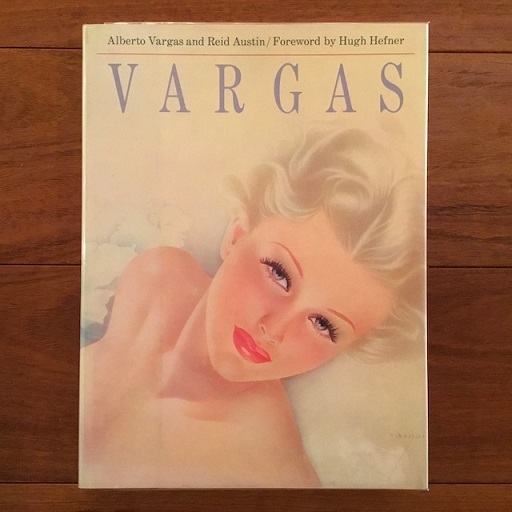 Alberto Vargas and Reid Austin/Foreword by Hugh Hefner
VARGAS